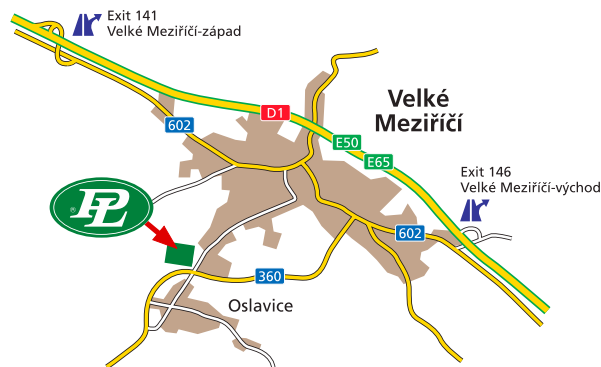 Exit 141
Velké Meziříčí-západ
Velké
Meziříčí
D1
602
E50
E65
Exit 146
Velké Meziříčí-východ
PL
®
602
360
Oslavice